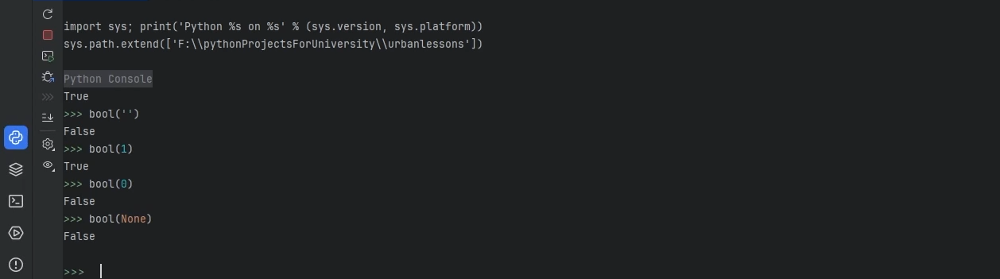 import sys; print('Python %s on %s' % (sys.version, sys.platform))
sys.path.extend(['F:\\pythonProjectsForUniversity\\urbanlessons'])
Python Console
True
>>> bool('')
False
>>> bool(1)
True
>>> bool(0)
False
>>> bool(None)
False
>>>